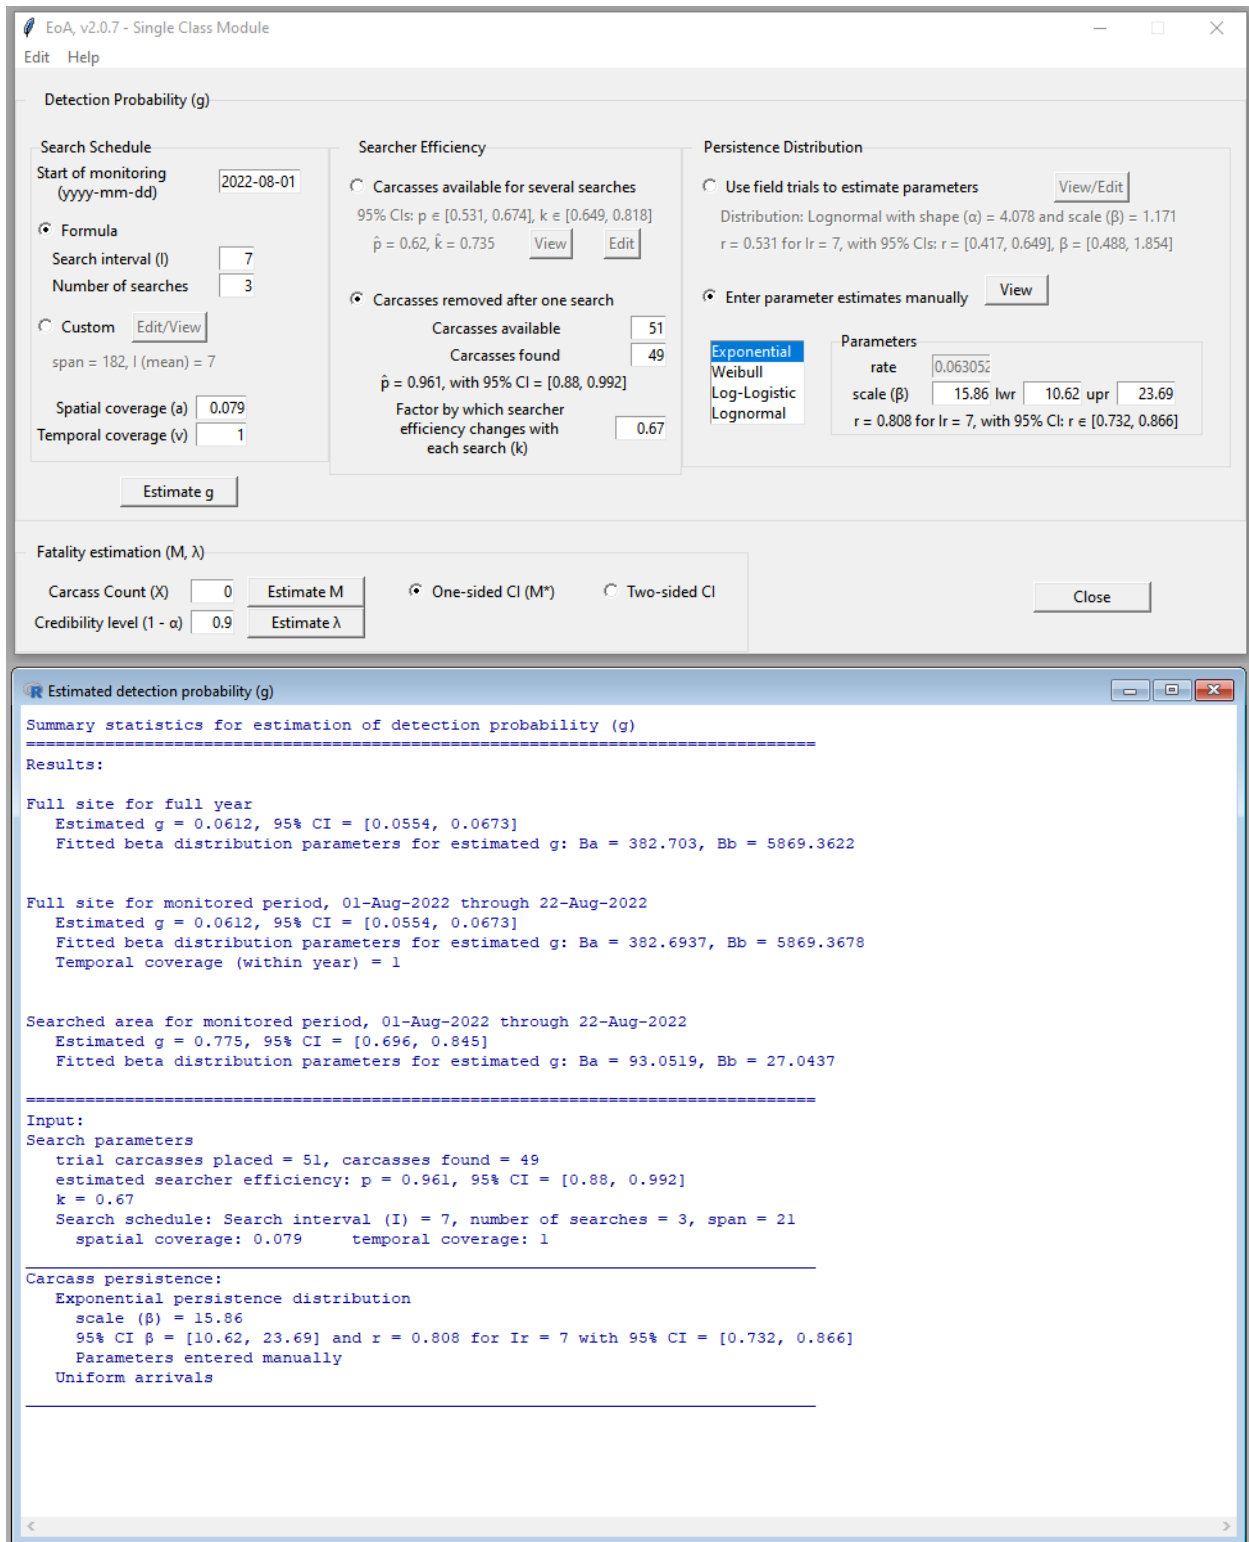 EoA, v2.0.7 - Single Class Module
Edit Help
Detection Probability (g)
Search Schedule
Start of monitoring
(yyyy-mm-dd)
2022-08-01
Formula
Search interval (I) 7
Number of searches 3
Custom Edit/View
span = 182, I (mean) = 7
Spatial coverage (a) 0.079
Temporal coverage (v) 1
Estimate g
Searcher Efficiency
Carcasses available for several searches
95% CIs: p ∈ [0.531, 0.674], k ∈ [0.649, 0.818]
p̂ = 0.62, k̂ = 0.735 View Edit
Carcasses removed after one search
Carcasses available 51
Carcasses found 49
p̂ = 0.961, with 95% CI = [0.88, 0.992]
Factor by which searcher
efficiency changes with
each search (k)
0.67
Persistence Distribution
Use field trials to estimate parameters View/Edit
Distribution: Lognormal with shape (α) = 4.078 and scale (β) = 1.171
r = 0.531 for Ir = 7, with 95% CIs: r = [0.417, 0.649], β = [0.488, 1.854]
Enter parameter estimates manually View
Exponential
Weibull
Log-Logistic
Lognormal
Parameters
rate 0.063052
scale (β) 15.86 lwr 10.62 upr 23.69
r = 0.808 for Ir = 7, with 95% CI: r ∈ [0.732, 0.866]
Fatality estimation (M, λ)
Carcass Count (X) 0 Estimate M One-sided CI (M*) Two-sided CI
Credibility level (1 - α) 0.9 Estimate λ
Close
Estimated detection probability (g)
Summary statistics for estimation of detection probability (g)
================================================================================
Results:
Full site for full year
Estimated g = 0.0612, 95% CI = [0.0554, 0.0673]
Fitted beta distribution parameters for estimated g: Ba = 382.703, Bb = 5869.3622
Full site for monitored period, 01-Aug-2022 through 22-Aug-2022
Estimated g = 0.0612, 95% CI = [0.0554, 0.0673]
Fitted beta distribution parameters for estimated g: Ba = 382.6937, Bb = 5869.3678
Temporal coverage (within year) = 1
Searched area for monitored period, 01-Aug-2022 through 22-Aug-2022
Estimated g = 0.775, 95% CI = [0.696, 0.845]
Fitted beta distribution parameters for estimated g: Ba = 93.0519, Bb = 27.0437
================================================================================
Input:
Search parameters
trial carcasses placed = 51, carcasses found = 49
estimated searcher efficiency: p = 0.961, 95% CI = [0.88, 0.992]
k = 0.67
Search schedule: Search interval (I) = 7, number of searches = 3, span = 21
spatial coverage: 0.079 temporal coverage: 1
Carcass persistence:
Exponential persistence distribution
scale (β) = 15.86
95% CI β = [10.62, 23.69] and r = 0.808 for Ir = 7 with 95% CI = [0.732, 0.866]
Parameters entered manually
Uniform arrivals